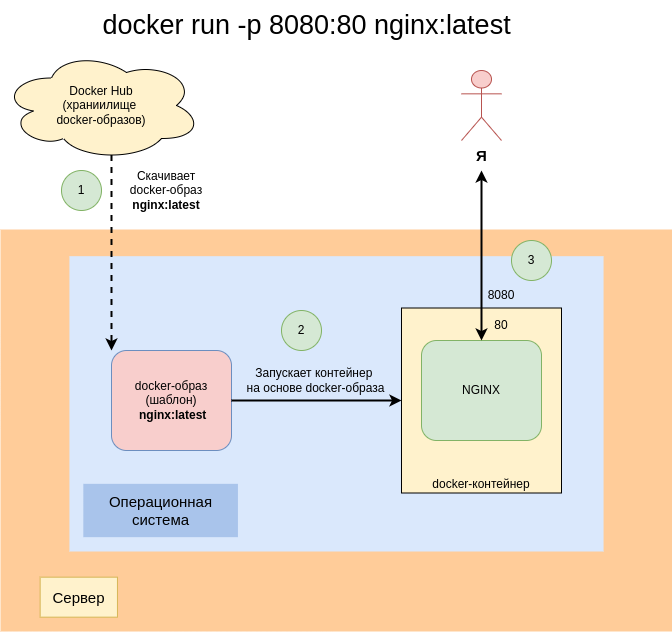 docker run -p 8080:80 nginx:latest
Docker Hub
(храниилище
docker-образов)
Я
1
Скачивает
docker-образ
nginx:latest
3
8080
2
80
Запускает контейнер
на основе docker-образа
docker-образ
(шаблон)
nginx:latest
NGINX
docker-контейнер
Операционная
система
Сервер